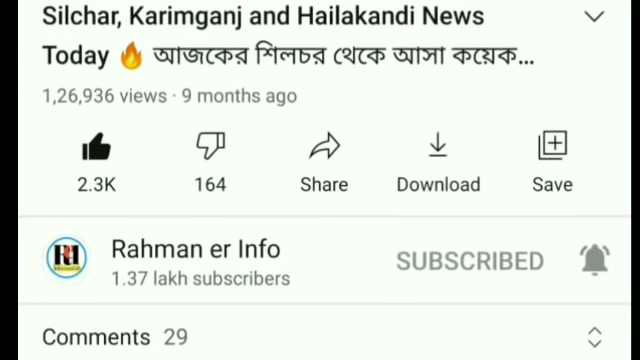 Silchar, Karimganj and Hailakandi News
Today 🔥 আজকের শিলচর থেকে আসা কয়েক...
1,26,936 views · 9 months ago
2.3K 164 Share Download Save
Rahman er Info SUBSCRIBED
1.37 lakh subscribers
Comments 29